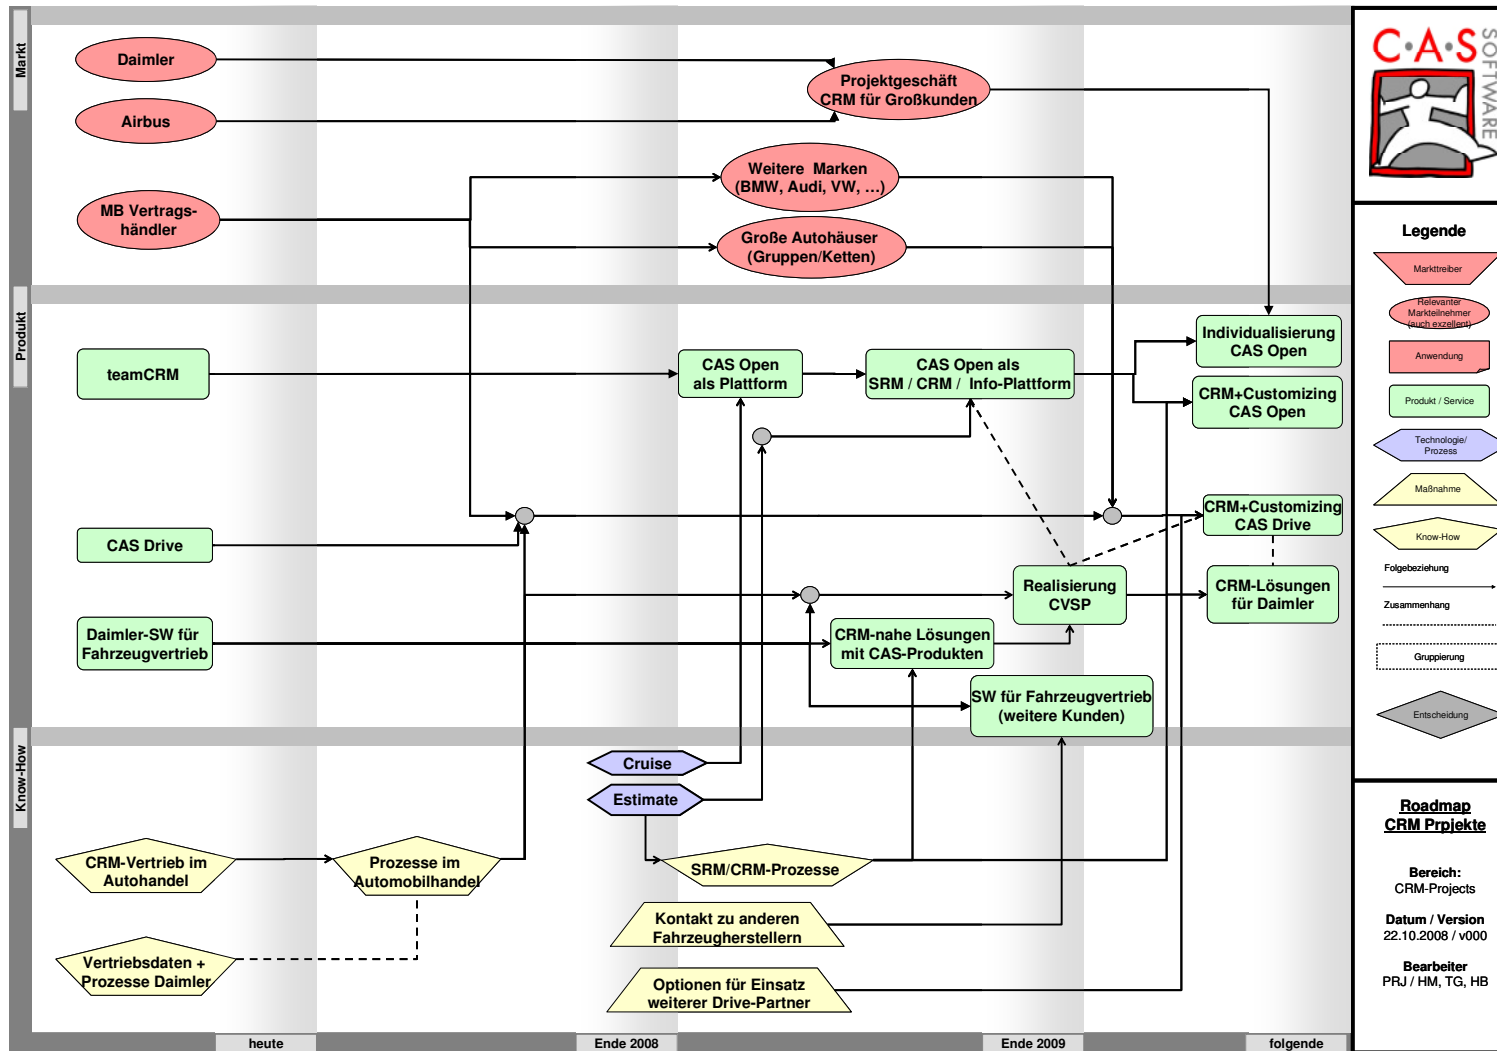 Markt
Daimler
Airbus
MB Vertrags-
händler
Projektgeschäft
CRM für Großkunden
Weitere Marken
(BMW, Audi, VW, ...)
Große Autohäuser
(Gruppen/Ketten)
Produkt
teamCRM
CAS Open
als Plattform
CAS Open als
SRM / CRM / Info-Plattform
Individualisierung
CAS Open
CRM+Customizing
CAS Open
CAS Drive
CRM+Customizing
CAS Drive
Realisierung
CVSP
CRM-Lösungen
für Daimler
Daimler-SW für
Fahrzeugvertrieb
CRM-nahe Lösungen
mit CAS-Produkten
SW für Fahrzeugvertrieb
(weitere Kunden)
Know-How
Cruise
Estimate
CRM-Vertrieb im
Autohandel
Prozesse im
Automobilhandel
SRM/CRM-Prozesse
Kontakt zu anderen
Fahrzeugherstellern
Vertriebsdaten +
Prozesse Daimler
Optionen für Einsatz
weiterer Drive-Partner
heute
Ende 2008
Ende 2009
folgende
C·A·S
SOFTWARE
Legende
Markttreiber
Relevanter
Marktteilnehmer
(auch exzellent)
Anwendung
Produkt / Service
Technologie/
Prozess
Maßnahme
Know-How
Folgebeziehung
Zusammenhang
Gruppierung
Entscheidung
Roadmap
CRM Prpjekte
Bereich:
CRM-Projects
Datum / Version
22.10.2008 / v000
Bearbeiter
PRJ / HM, TG, HB